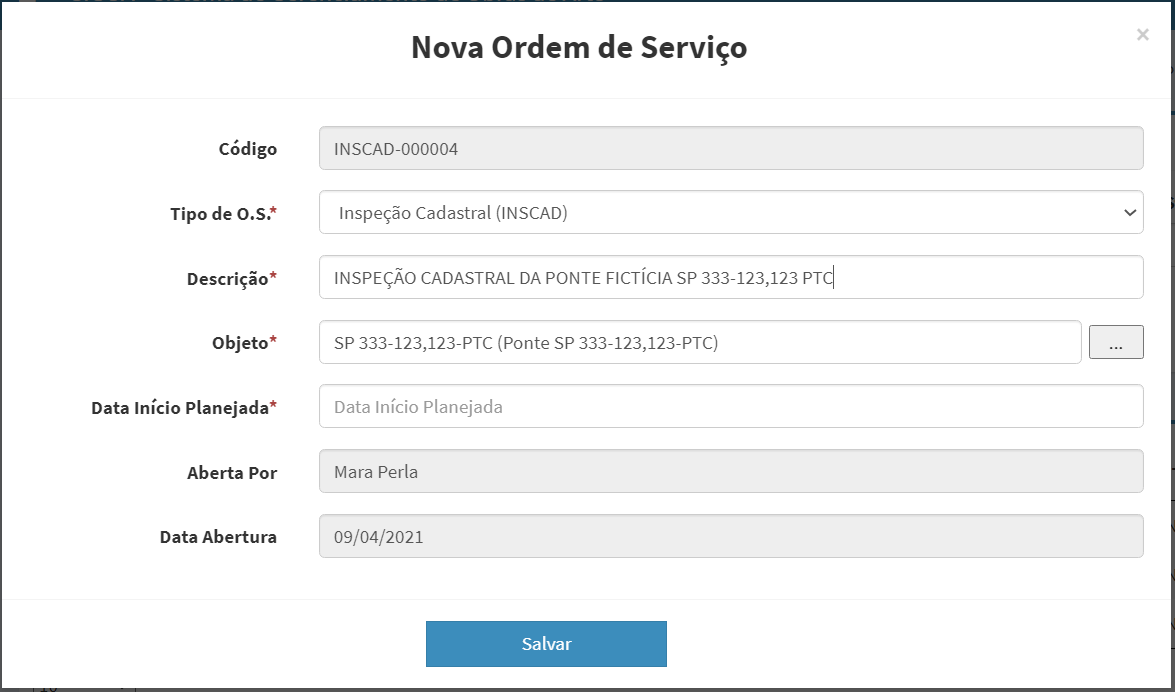 Nova Ordem de Serviço
×
Código
INSCAD-000004
Tipo de O.S.*
Inspeção Cadastral (INSCAD)
Descrição*
INSPEÇÃO CADASTRAL DA PONTE FICTÍCIA SP 333-123,123 PTC
Objeto*
SP 333-123,123-PTC (Ponte SP 333-123,123-PTC)
...
Data Início Planejada*
Data Início Planejada
Aberta Por
Mara Perla
Data Abertura
09/04/2021
Salvar